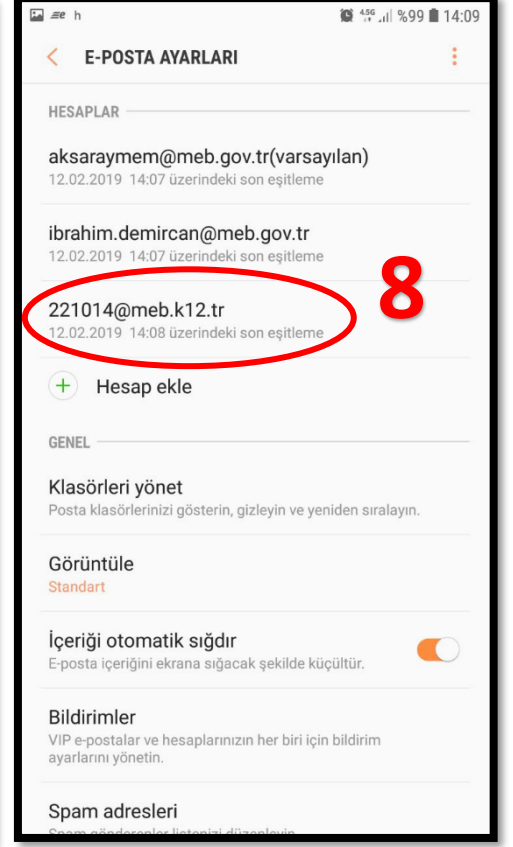 h %99 14:09
E-POSTA AYARLARI
HESAPLAR
aksaraymem@meb.gov.tr(varsayılan)
12.02.2019 14:07 üzerindeki son eşitleme
ibrahim.demircan@meb.gov.tr
12.02.2019 14:07 üzerindeki son eşitleme
8
221014@meb.k12.tr
12.02.2019 14:08 üzerindeki son eşitleme
+ Hesap ekle
GENEL
Klasörleri yönet
Posta klasörlerinizi gösterin, gizleyin ve yeniden sıralayın.
Görüntüle
Standart
İçeriği otomatik sığdır
E-posta içeriğini ekrana sığacak şekilde küçültür.
Bildirimler
VIP e-postalar ve hesaplarınızın her biri için bildirim
ayarlarını yönetin.
Spam adresleri
Spam gönderenler listenizi düzenleyin